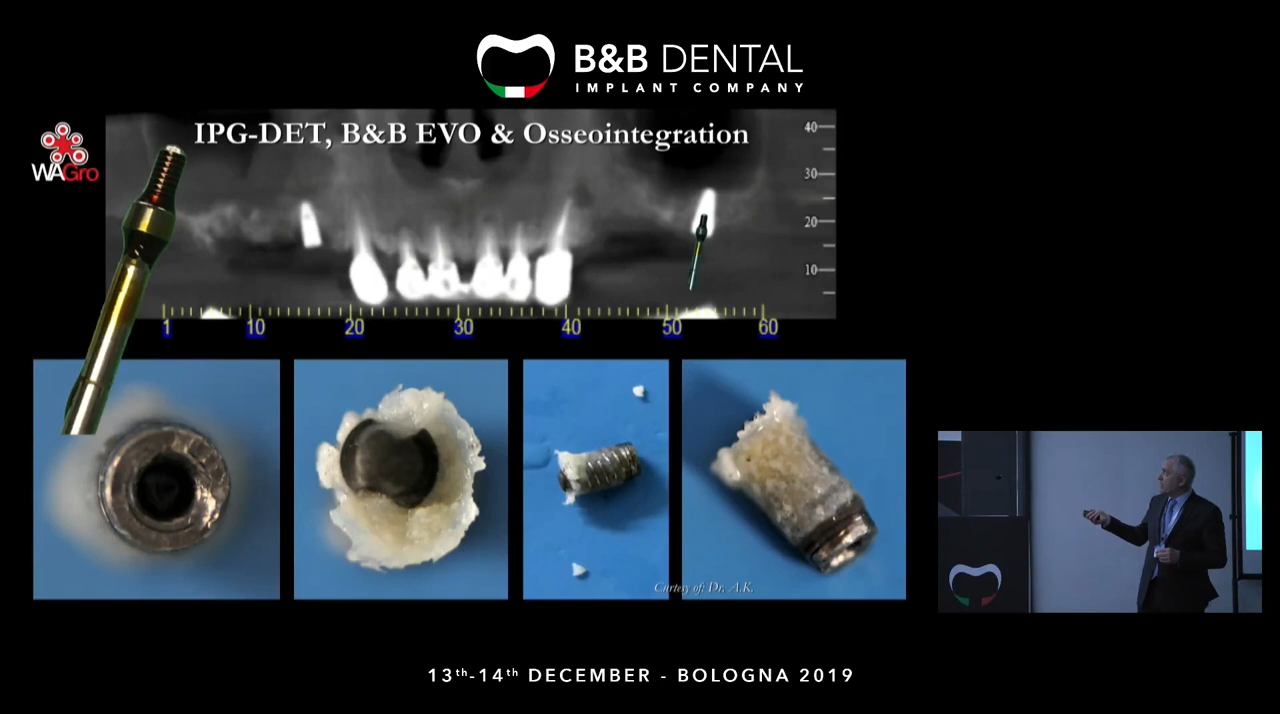 B&B DENTAL
IMPLANT COMPANY
IPG-DET, B&B EVO & Osseointegration
WAGro
40
30
20
10
1 10 20 30 40 50 60
Curtesy of: Dr. A.K.
13th-14th DECEMBER - BOLOGNA 2019